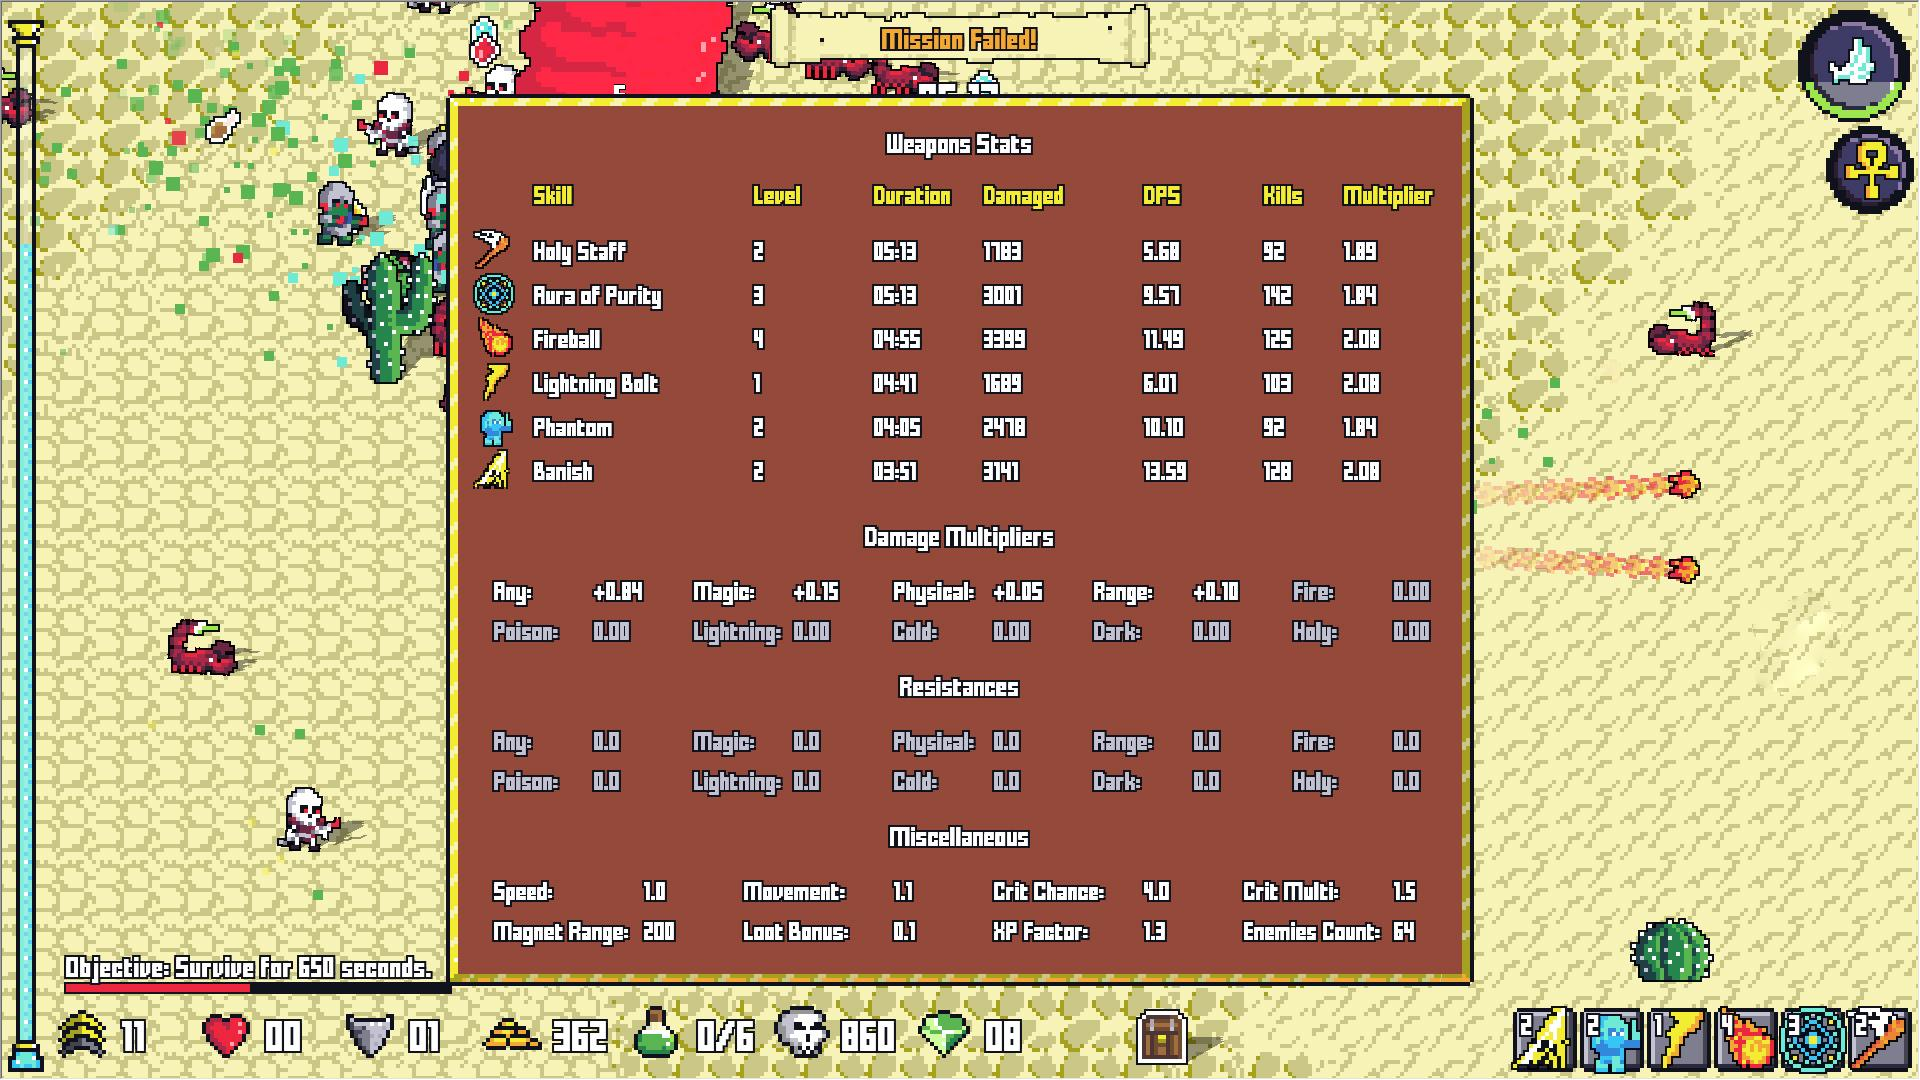 Mission Failed!
Weapons Stats
Skill Level Duration Damaged DPS Kills Multiplier
Holy Staff 2 05:13 1783 5.68 92 1.89
Aura of Purity 3 05:13 3001 9.57 142 1.84
Fireball 4 04:55 3399 11.49 125 2.08
Lightning Bolt 1 04:41 1689 6.01 103 2.08
Phantom 2 04:05 2478 10.10 92 1.84
Banish 2 03:51 3141 13.59 128 2.08
Damage Multipliers
Any: +0.84 Magic: +0.15 Physical: +0.05 Range: +0.10 Fire: 0.00
Poison: 0.00 Lightning: 0.00 Cold: 0.00 Dark: 0.00 Holy: 0.00
Resistances
Any: 0.0 Magic: 0.0 Physical: 0.0 Range: 0.0 Fire: 0.0
Poison: 0.0 Lightning: 0.0 Cold: 0.0 Dark: 0.0 Holy: 0.0
Miscellaneous
Speed: 1.0 Movement: 1.1 Crit Chance: 4.0 Crit Multi: 1.5
Magnet Range: 200 Loot Bonus: 0.1 XP Factor: 1.3 Enemies Count: 64
Objective: Survive for 650 seconds.
11 00 01 362 0/6 860 08
2 2 1 4 3 2